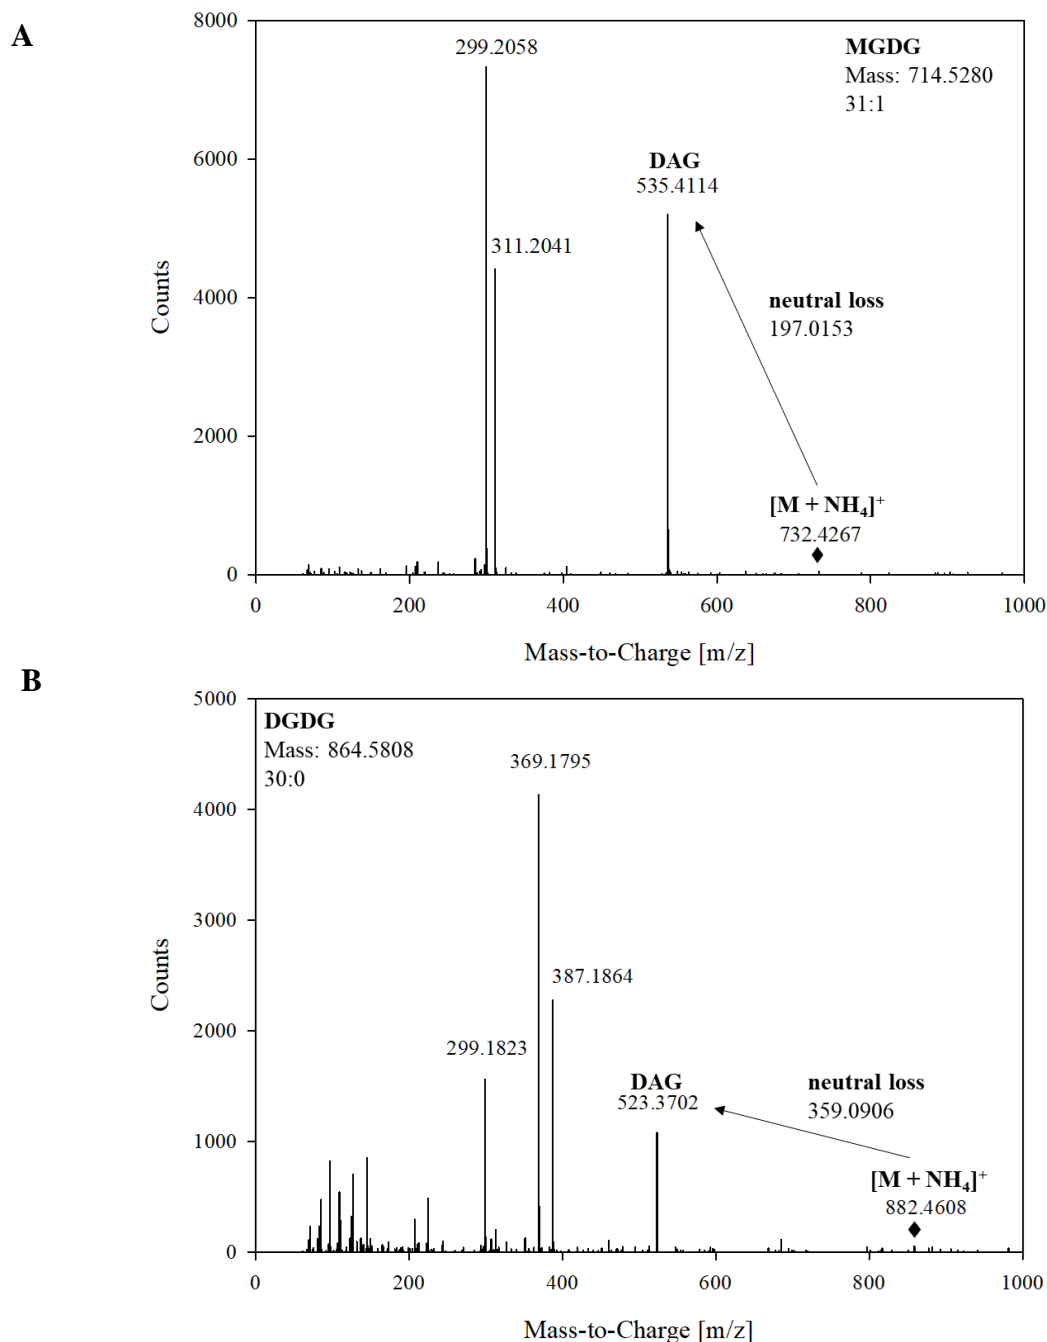 A
8000
6000
4000
2000
0
Counts
299.2058
311.2041
MGDG
Mass: 714.5280
31:1
DAG
535.4114
neutral loss
197.0153
[M + NH₄]⁺
732.4267
0 200 400 600 800 1000
Mass-to-Charge [m/z]
B
5000
4000
3000
2000
1000
0
Counts
DGDG
Mass: 864.5808
30:0
369.1795
387.1864
299.1823
DAG
523.3702
neutral loss
359.0906
[M + NH₄]⁺
882.4608
0 200 400 600 800 1000
Mass-to-Charge [m/z]